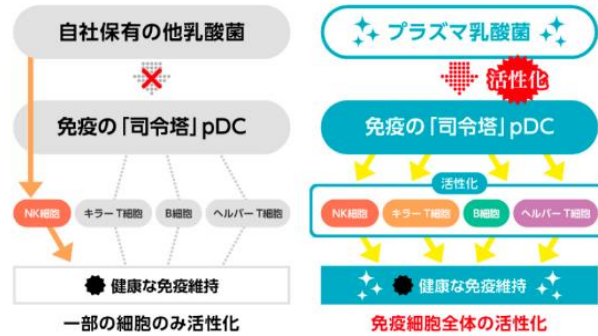 自社保有の他乳酸菌
免疫の「司令塔」pDC
NK細胞
キラーT細胞
B細胞
ヘルパーT細胞
健康な免疫維持
一部の細胞のみ活性化
プラズマ乳酸菌
活性化
免疫の「司令塔」pDC
活性化
NK細胞
キラーT細胞
B細胞
ヘルパーT細胞
健康な免疫維持
免疫細胞全体の活性化